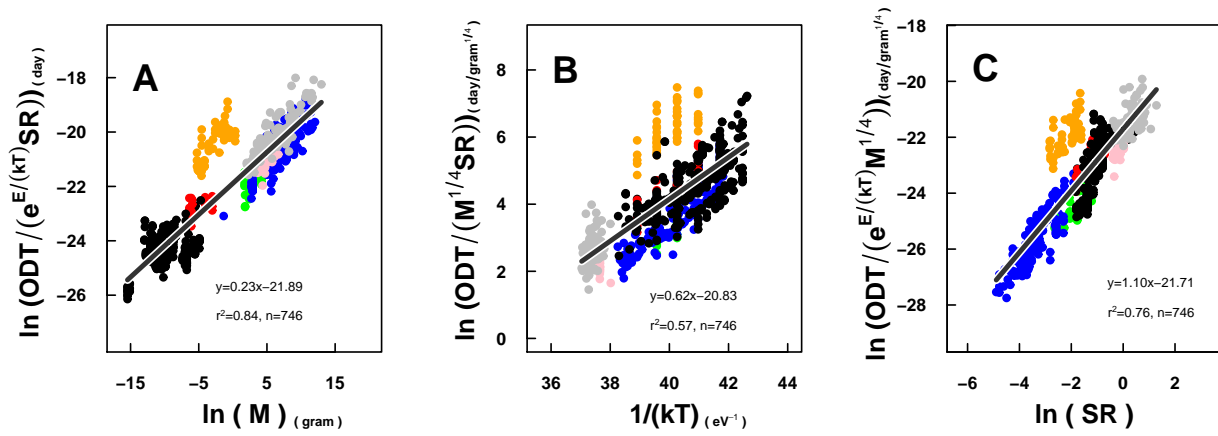 A
ln (ODT/(e^E/(kT)SR))(day)
−18
−20
−22
−24
−26
y=0.23x−21.89
r²=0.84, n=746
−15 −5 5 15
ln ( M ) ( gram )
B
ln (ODT/(M^1/4SR))(day/gram^1/4)
8
6
4
2
0
y=0.62x−20.83
r²=0.57, n=746
36 38 40 42 44
1/(kT) ( eV⁻¹ )
C
ln (ODT/(e^E/(kT)M^1/4))(day/gram^1/4)
−18
−20
−22
−24
−26
−28
y=1.10x−21.71
r²=0.76, n=746
−6 −4 −2 0 2
ln ( SR )